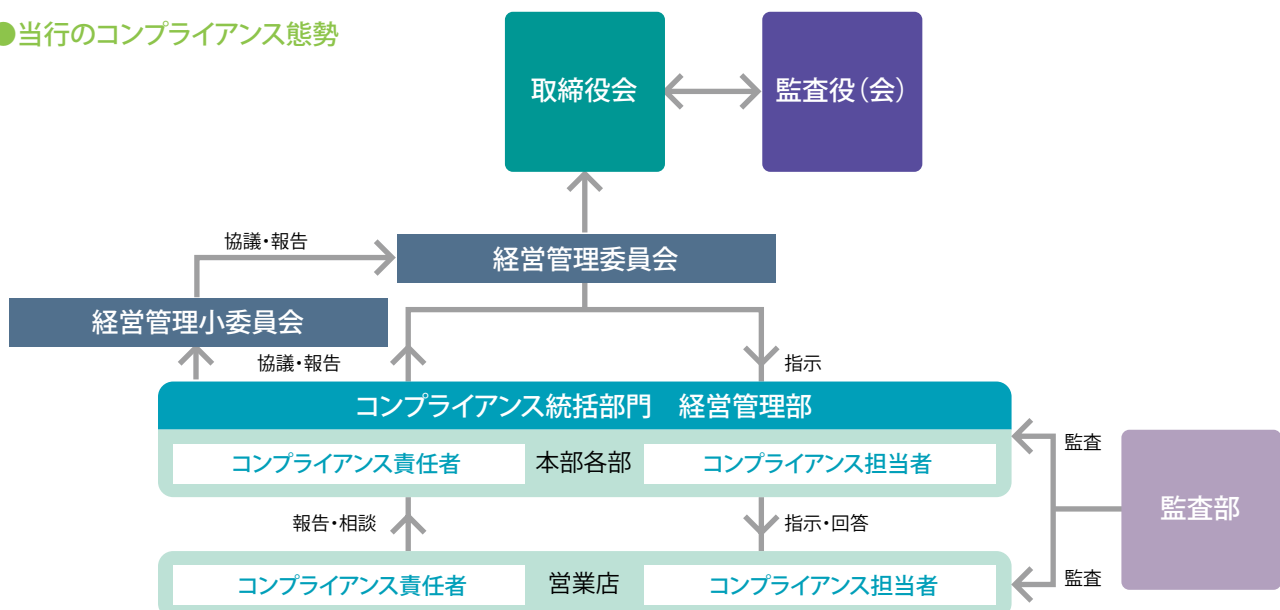 ●当行のコンプライアンス態勢
取締役会
監査役(会)
協議・報告
経営管理委員会
経営管理小委員会
協議・報告
指示
コンプライアンス統括部門　経営管理部
コンプライアンス責任者
本部各部
コンプライアンス担当者
監査
監査部
報告・相談
指示・回答
コンプライアンス責任者
営業店
コンプライアンス担当者
監査